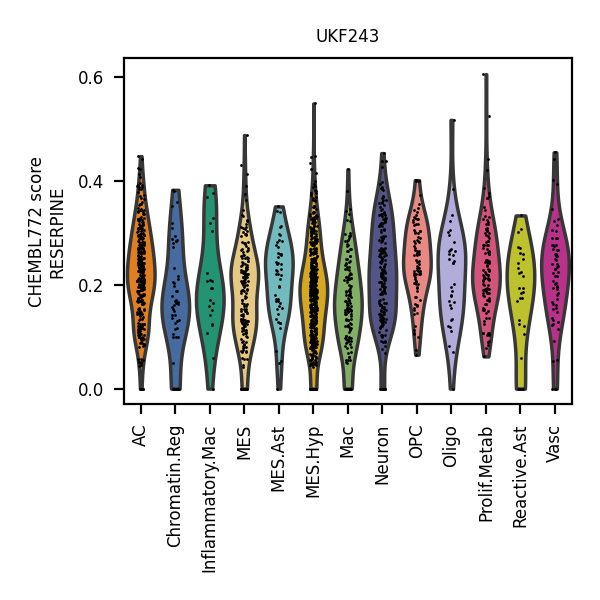 UKF243
CHEMBL772 score
RESERPINE
0.6
0.4
0.2
0.0
AC
Chromatin.Reg
Inflammatory.Mac
MES
MES.Ast
MES.Hyp
Mac
Neuron
OPC
Oligo
Prolif.Metab
Reactive.Ast
Vasc